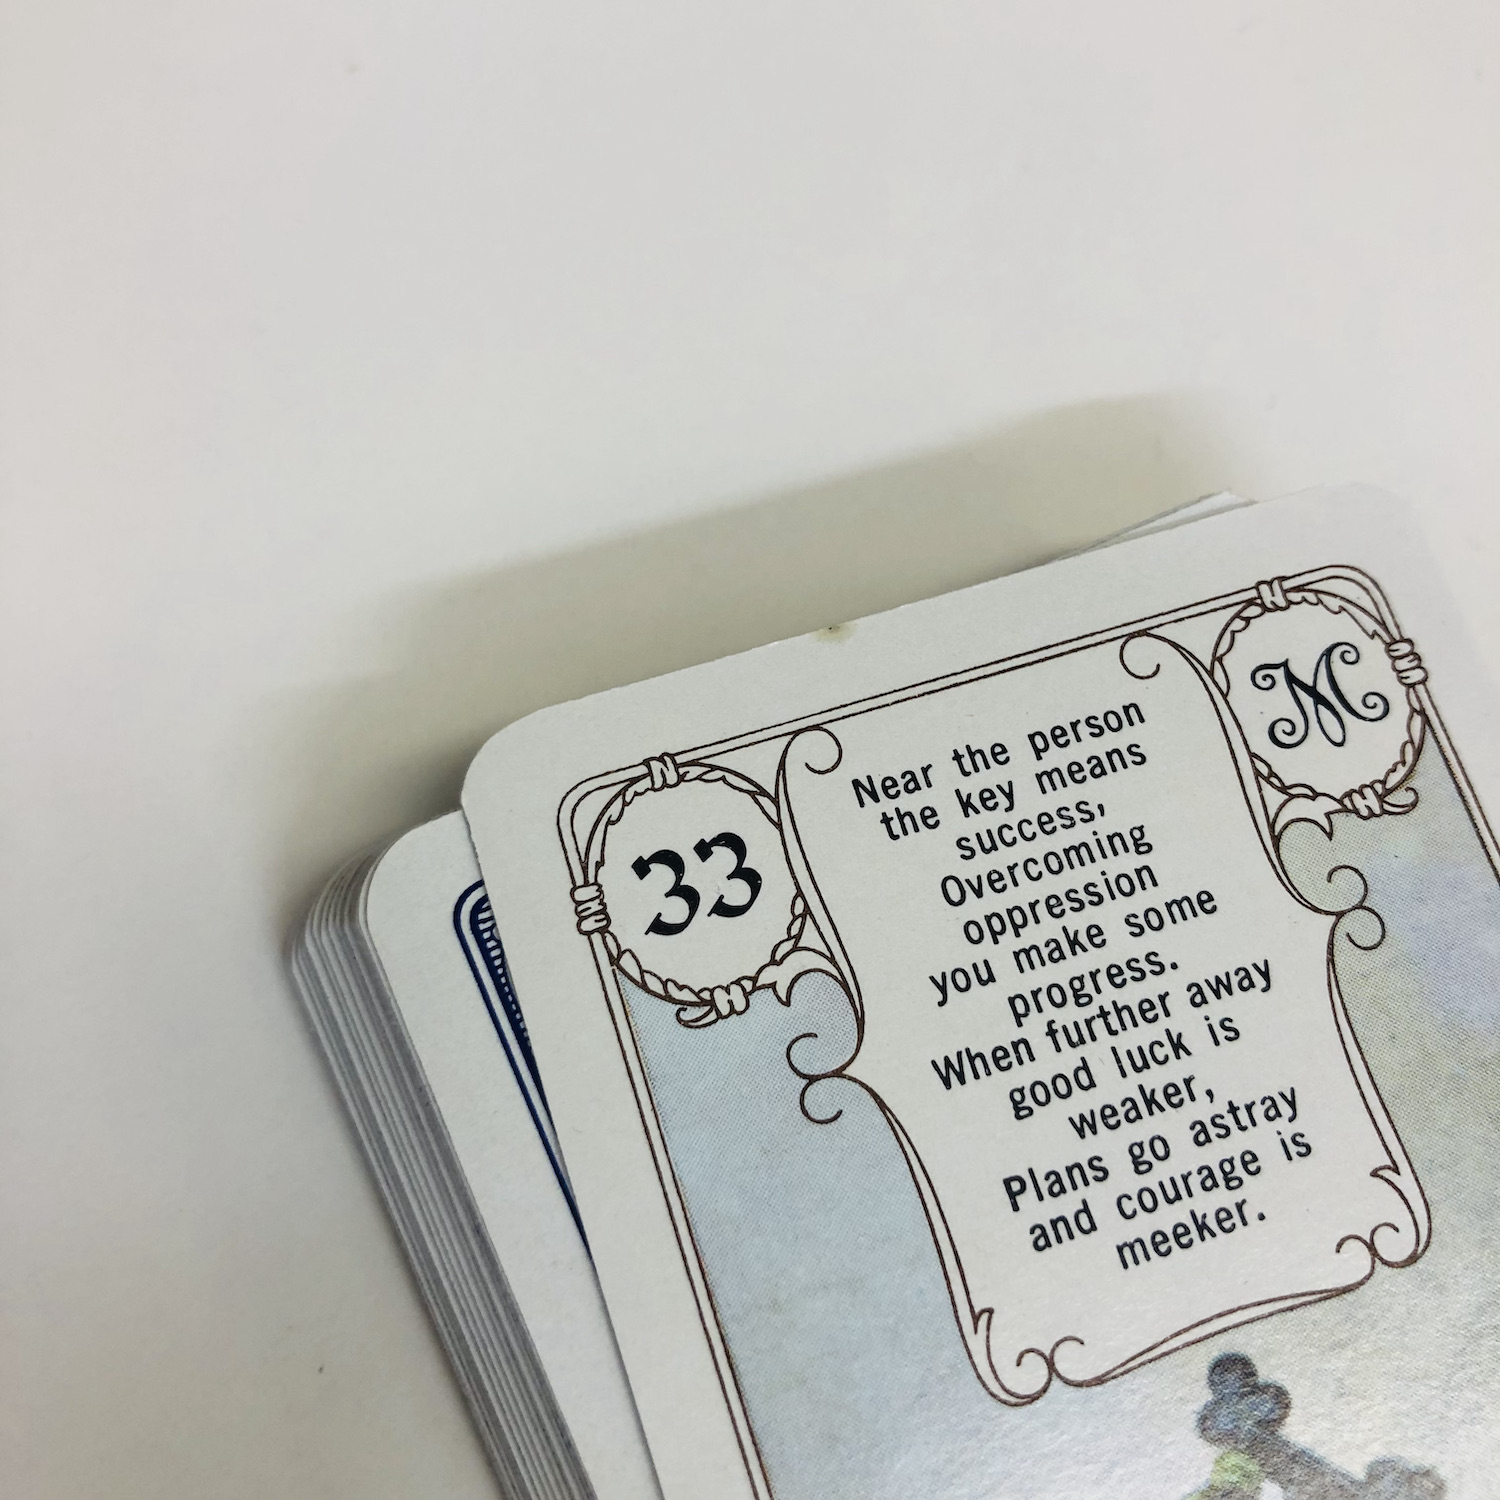 33
M
Near the person
the key means
success,
Overcoming
oppression
you make some
progress.
When further away
good luck is
weaker,
Plans go astray
and courage is
meeker.